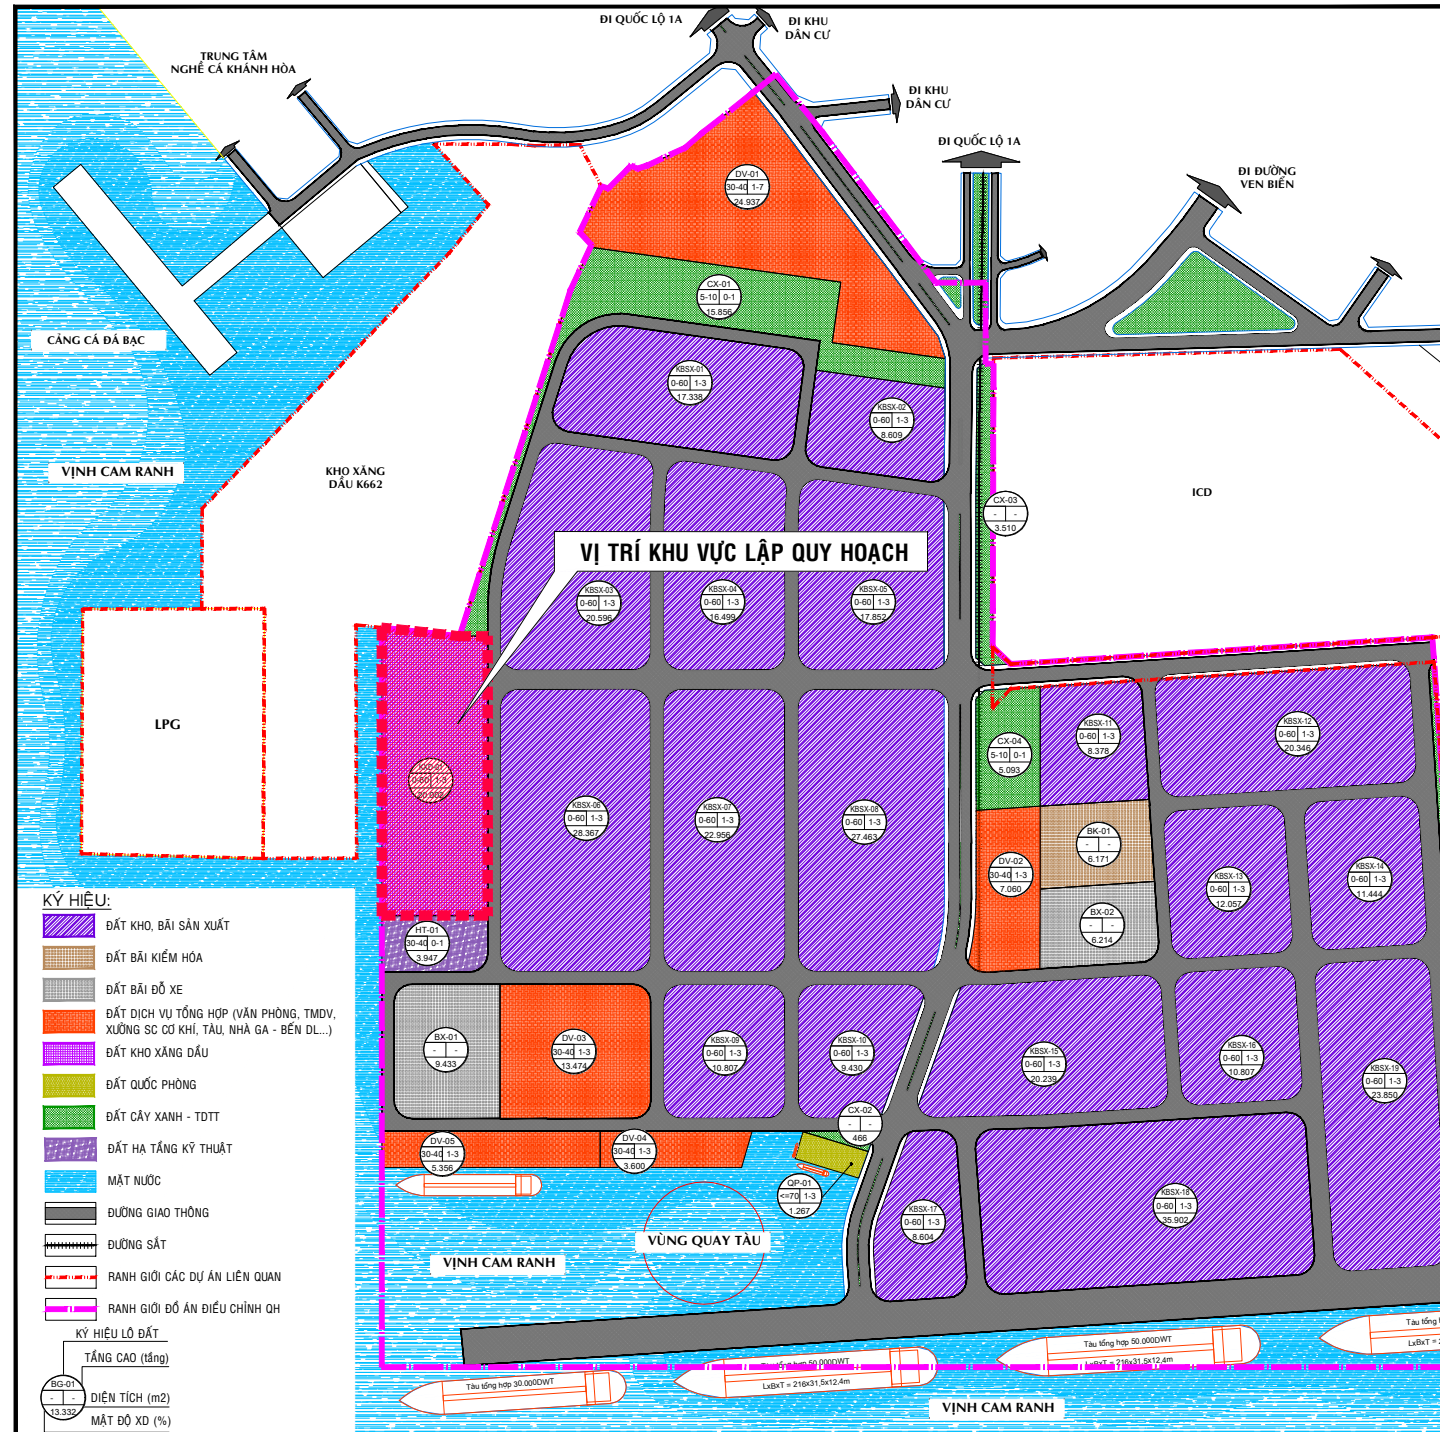 ĐI QUỐC LỘ 1A
ĐI KHU
DÂN CƯ
TRUNG TÂM
NGHỀ CÁ KHÁNH HÒA
ĐI KHU
DÂN CƯ
ĐI QUỐC LỘ 1A
ĐI ĐƯỜNG
VEN BIỂN
DV-01
30-40 1-7
24.937
CX-01
5-10 0-1
15.856
CẢNG CÁ ĐÁ BẠC
KBSX-01
0-60 1-3
17.338
KBSX-02
0-60 1-3
8.609
VỊNH CAM RANH
KHO XĂNG
DẦU K662
ICD
CX-03
- -
3.510
VỊ TRÍ KHU VỰC LẬP QUY HOẠCH
KBSX-03
0-60 1-3
20.596
KBSX-04
0-60 1-3
16.499
KBSX-05
0-60 1-3
17.852
LPG
KXD-01
0-60 1-3
20.002
CX-04
5-10 0-1
5.093
KBSX-11
0-60 1-3
8.378
KBSX-12
0-60 1-3
20.346
KBSX-06
0-60 1-3
28.367
KBSX-07
0-60 1-3
22.956
KBSX-08
0-60 1-3
27.463
BK-01
- -
6.171
DV-02
30-40 1-3
7.060
KBSX-13
0-60 1-3
12.057
KBSX-14
0-60 1-3
11.444
BX-02
- -
6.214
HT-01
30-40 0-1
3.947
BX-01
- -
9.433
DV-03
30-40 1-3
13.474
KBSX-09
0-60 1-3
10.807
KBSX-10
0-60 1-3
9.430
KBSX-15
0-60 1-3
20.239
KBSX-16
0-60 1-3
10.807
KBSX-19
0-60 1-3
23.850
CX-02
- -
466
DV-05
30-40 1-3
5.356
DV-04
30-40 1-3
3.600
QP-01
<=70 1-3
1.267
KBSX-17
0-60 1-3
8.604
KBSX-18
0-60 1-3
35.902
VÙNG QUAY TÀU
VỊNH CAM RANH
Tàu tổng hợp 30.000DWT
Tàu tổng hợp 50.000DWT
LxBxT = 216x31,5x12,4m
Tàu tổng hợp 50.000DWT
LxBxT = 216x31,5x12,4m
Tàu tổng
LxBxT =
VỊNH CAM RANH
KÝ HIỆU:
ĐẤT KHO, BÃI SẢN XUẤT
ĐẤT BÃI KIỂM HÓA
ĐẤT BÃI ĐỖ XE
ĐẤT DỊCH VỤ TỔNG HỢP (VĂN PHÒNG, TMDV,
XƯỞNG SC CƠ KHÍ, TÀU, NHÀ GA - BẾN DL...)
ĐẤT KHO XĂNG DẦU
ĐẤT QUỐC PHÒNG
ĐẤT CÂY XANH - TDTT
ĐẤT HẠ TẦNG KỸ THUẬT
MẶT NƯỚC
ĐƯỜNG GIAO THÔNG
ĐƯỜNG SẮT
RANH GIỚI CÁC DỰ ÁN LIÊN QUAN
RANH GIỚI ĐỒ ÁN ĐIỀU CHỈNH QH
KÝ HIỆU LÔ ĐẤT
TẦNG CAO (tầng)
BG-01
- -
13.332
DIỆN TÍCH (m2)
MẬT ĐỘ XD (%)